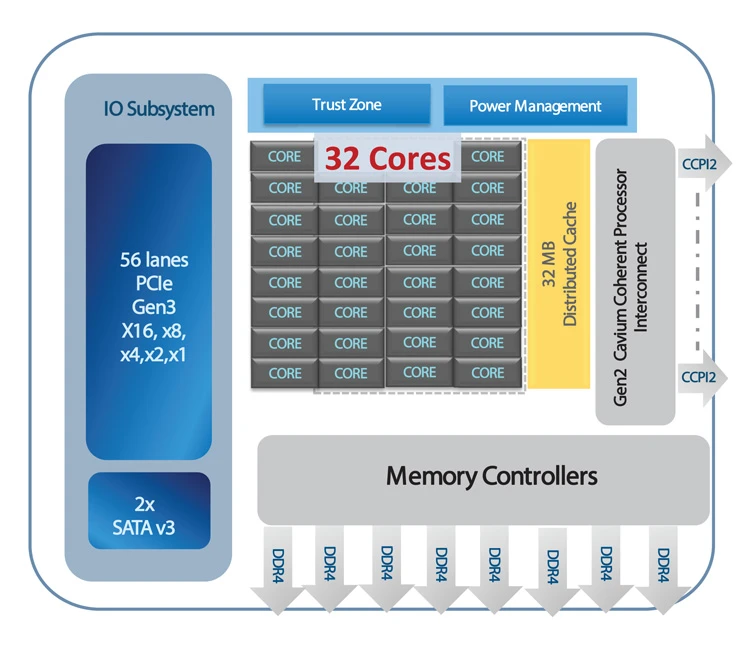 IO Subsystem
56 lanes
PCIe
Gen3
X16, x8,
x4,x2,x1
2x
SATA v3
Trust Zone
Power Management
32 Cores
CORE CORE
CORE CORE CORE CORE
CORE CORE CORE CORE
CORE CORE CORE CORE
CORE CORE CORE CORE
CORE CORE CORE CORE
CORE CORE CORE CORE
CORE CORE CORE CORE
32 MB
Distributed Cache
Gen2 Cavium Coherent Processor
Interconnect
CCPI2
CCPI2
Memory Controllers
DDR4 DDR4 DDR4 DDR4 DDR4 DDR4 DDR4 DDR4